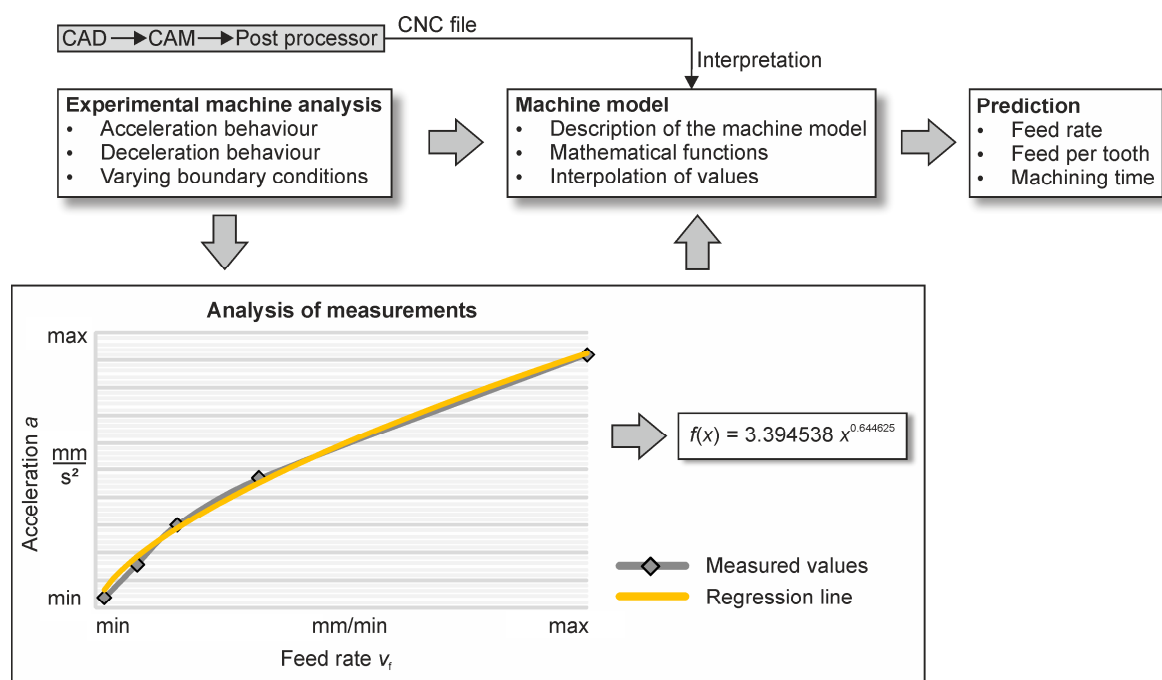 CAD → CAM → Post processor
CNC file
Interpretation
Experimental machine analysis
• Acceleration behaviour
• Deceleration behaviour
• Varying boundary conditions
Machine model
• Description of the machine model
• Mathematical functions
• Interpolation of values
Prediction
• Feed rate
• Feed per tooth
• Machining time
Analysis of measurements
max
Acceleration a
mm
s²
min
min
mm/min
max
Feed rate vf
Measured values
Regression line
f(x) = 3.394538 x^0.644625